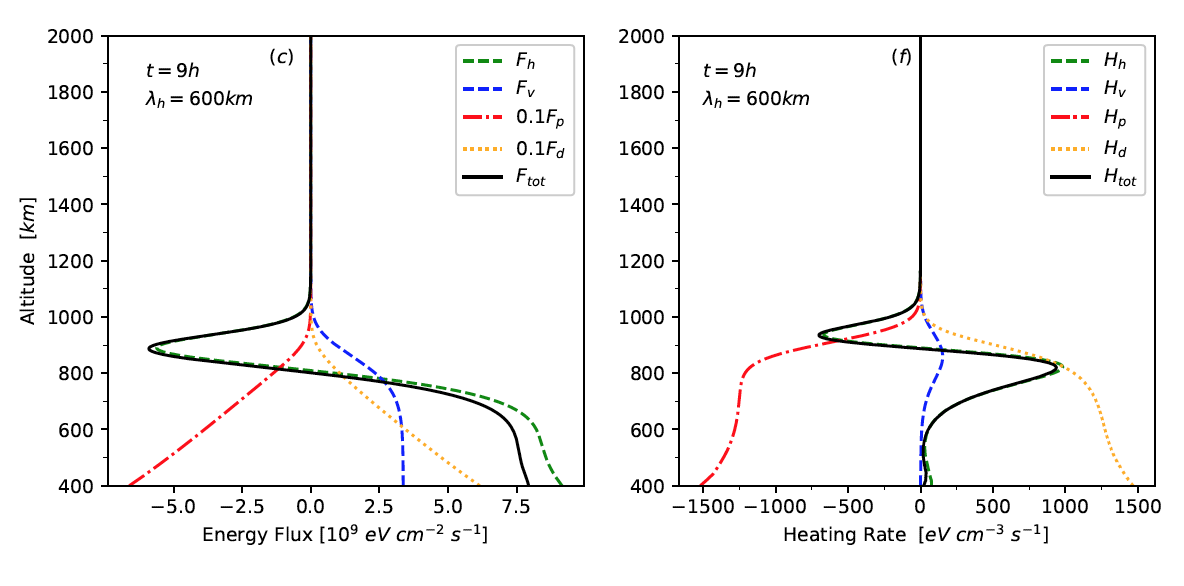 (c)
t = 9h
λh = 600km
Fh
Fv
0.1Fp
0.1Fd
Ftot
2000
1800
1600
1400
1200
1000
800
600
400
Altitude [km]
−5.0 −2.5 0.0 2.5 5.0 7.5
Energy Flux [10⁹ eV cm⁻² s⁻¹]
(f)
t = 9h
λh = 600km
Hh
Hv
Hp
Hd
Htot
2000
1800
1600
1400
1200
1000
800
600
400
−1500 −1000 −500 0 500 1000 1500
Heating Rate [eV cm⁻³ s⁻¹]